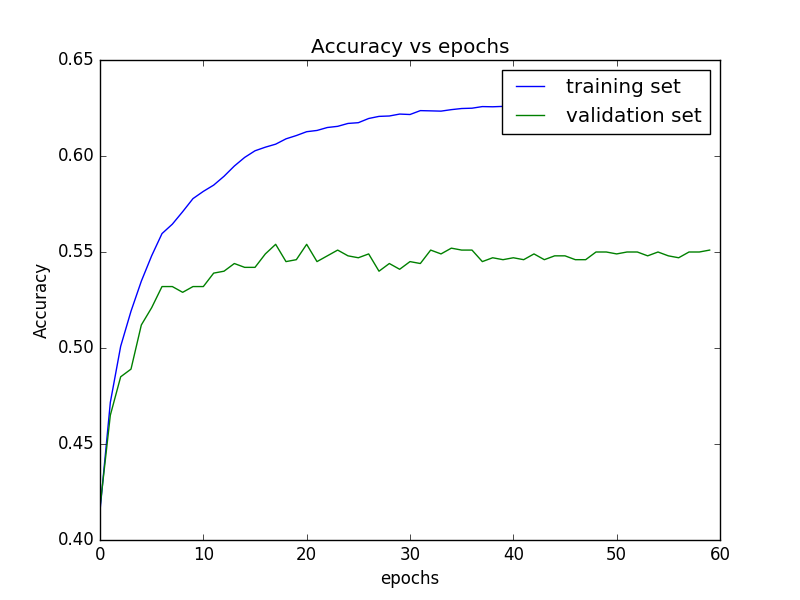 Accuracy vs epochs
0.65
training set
validation set
0.60
0.55
Accuracy
0.50
0.45
0.40
0 10 20 30 40 50 60
epochs